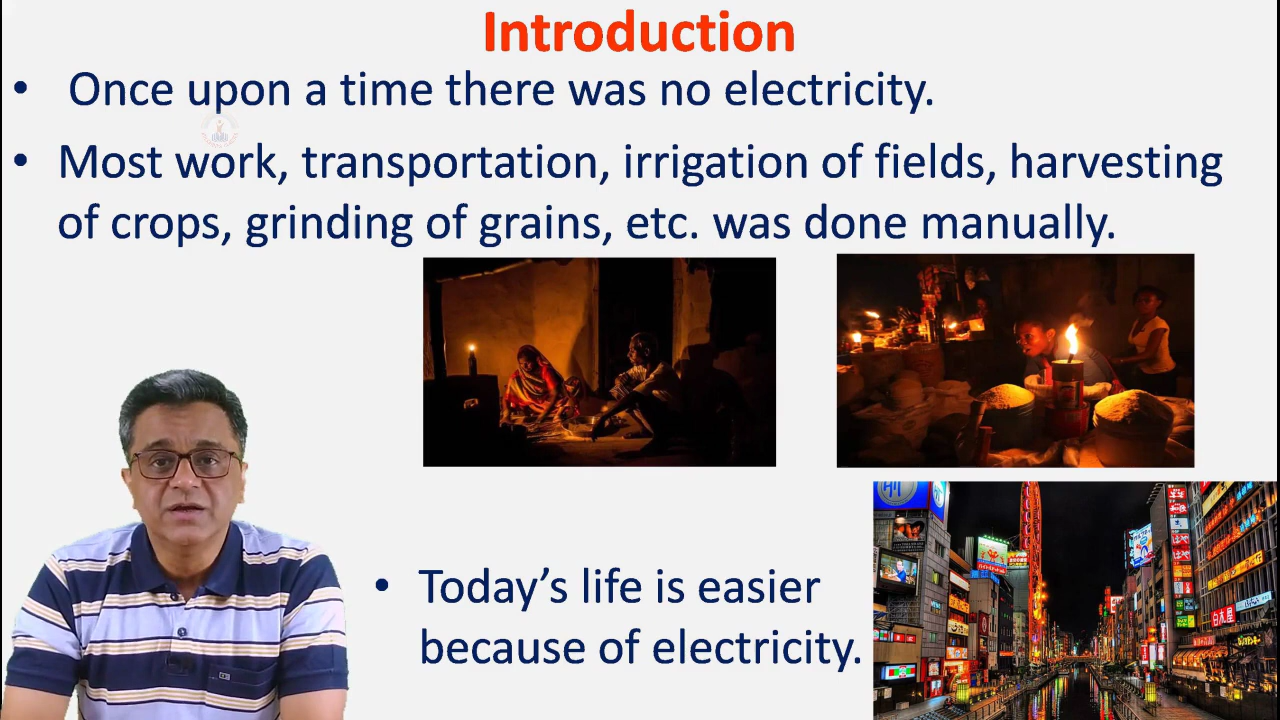 Introduction
• Once upon a time there was no electricity.
• Most work, transportation, irrigation of fields, harvesting
of crops, grinding of grains, etc. was done manually.
• Today's life is easier
because of electricity.